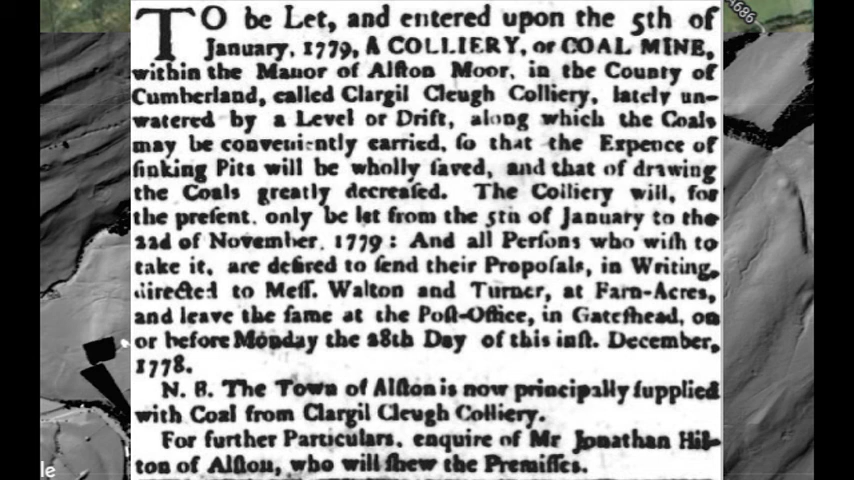 TO be Let, and entered upon the 5th of
January, 1779, A COLLIERY, or COAL MINE,
within the Manor of Alſton Moor, in the County of
Cumberland, called Clargil Cleugh Colliery, lately un-
watered by a Level or Drift, along which the Coals
may be conveniently carried, ſo that the Expence of
ſinking Pits will be wholly ſaved, and that of drawing
the Coals greatly decreaſed. The Colliery will, for
the preſent, only be let from the 5th of January to the
22d of November, 1779: And all Perſons who wiſh to
take it, are deſired to ſend their Propoſals, in Writing,
directed to Meſſ. Walton and Turner, at Farn-Acres,
and leave the ſame at the Poſt-Office, in Gateſhead, on
or before Monday the 28th Day of this inſt. December,
1778.
N. B. The Town of Alſton is now principally ſupplied
with Coal from Clargil Cleugh Colliery.
For further Particulars, enquire of Mr Jonathan Hil-
ton of Alſton, who will ſhew the Premiſſes.
A686
le